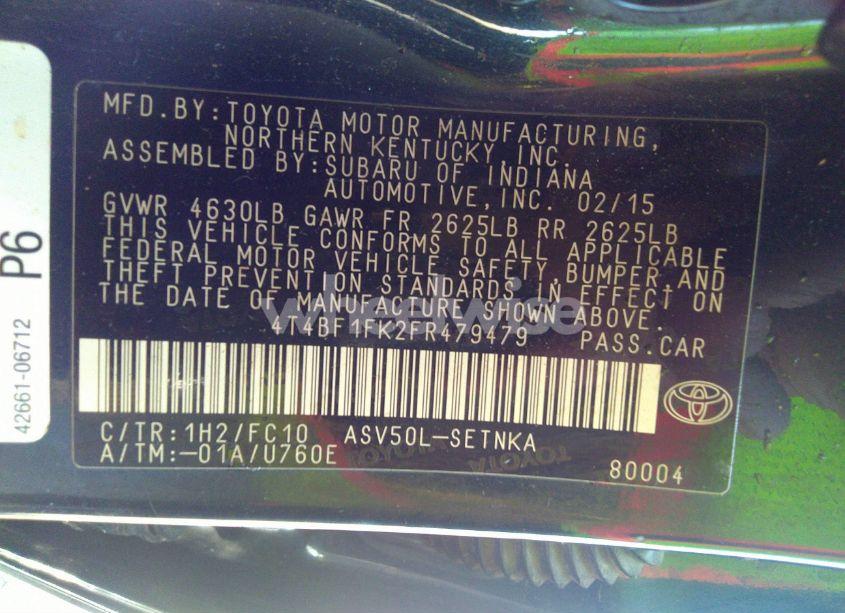 MFD.BY:TOYOTA MOTOR MANUFACTURING,
NORTHERN KENTUCKY,INC.
ASSEMBLED BY:SUBARU OF INDIANA
AUTOMOTIVE,INC. 02/15
GVWR 4630LB GAWR FR 2625LB RR 2625LB
THIS VEHICLE CONFORMS TO ALL APPLICABLE
FEDERAL MOTOR VEHICLE SAFETY,BUMPER,AND
THEFT PREVENTION STANDARDS IN EFFECT ON
THE DATE OF MANUFACTURE SHOWN ABOVE.
4T4BF1FK2FR479479 PASS.CAR
C/TR:1H2/FC10 ASV50L-SETNKA
A/TM:-01A/U760E 80004
P6
42661-06712
wheelwise
TOYOTA